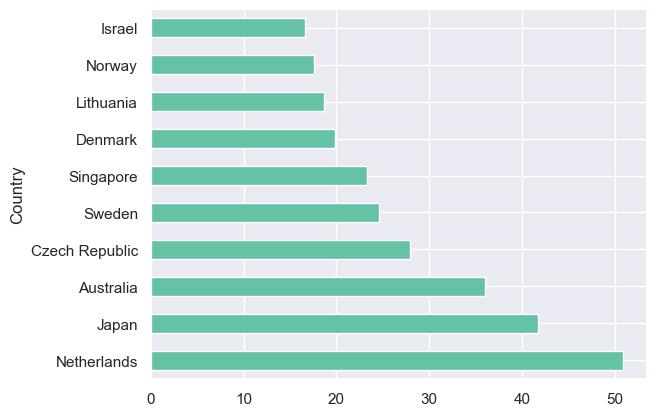 Israel
Norway
Lithuania
Denmark
Singapore
Sweden
Czech Republic
Australia
Japan
Netherlands
Country
0 10 20 30 40 50